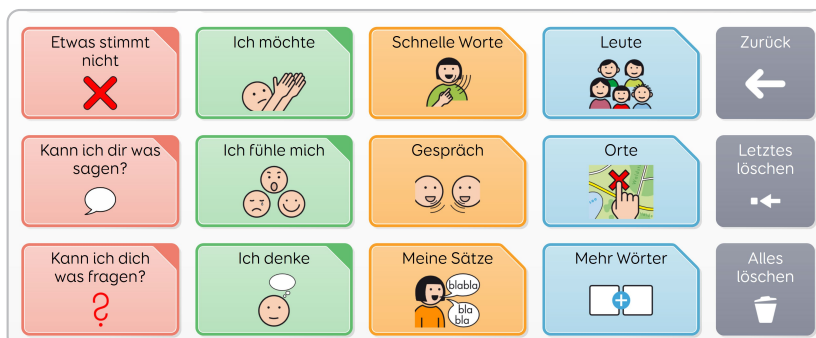 Etwas stimmt
nicht
Ich möchte
Schnelle Worte
Leute
Zurück
Kann ich dir was
sagen?
Ich fühle mich
Gespräch
Orte
Letztes
löschen
Kann ich dich
was fragen?
Ich denke
Meine Sätze
blabla
bla
bla
Mehr Wörter
Alles
löschen